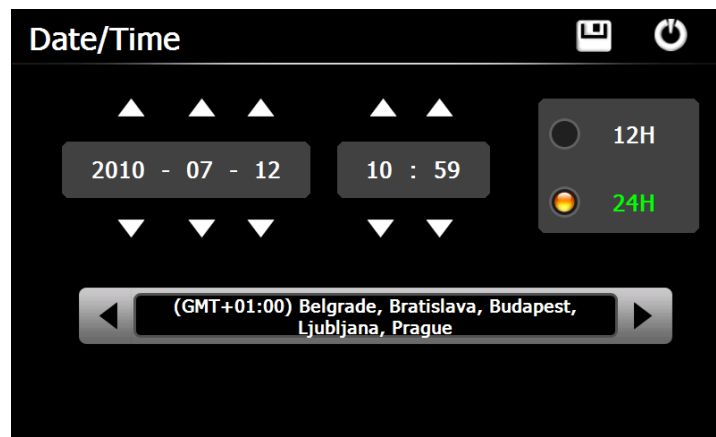 Date/Time
2010 - 07 - 12
10 : 59
12H
24H
(GMT+01:00) Belgrade, Bratislava, Budapest,
Ljubljana, Prague